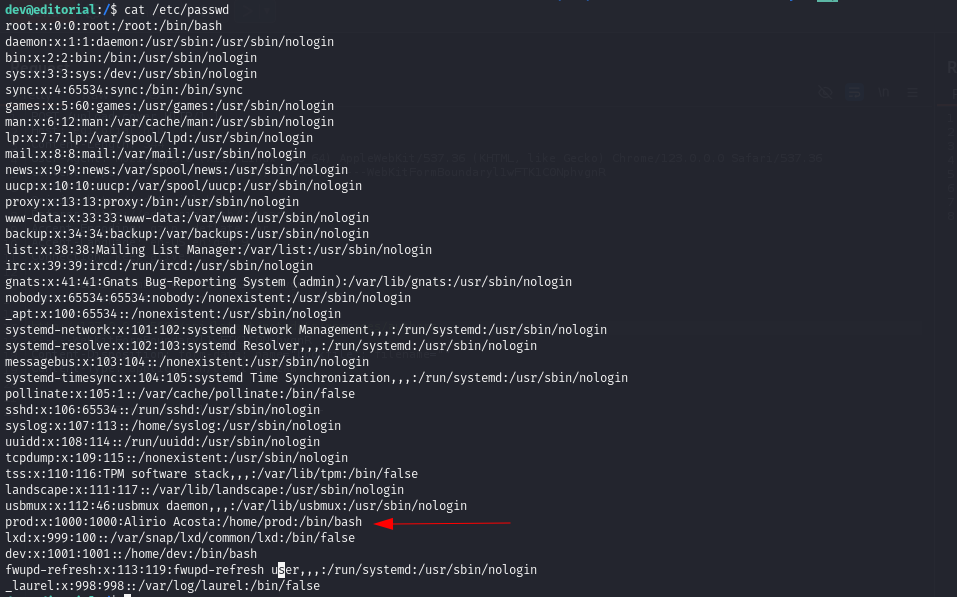 dev@editorial:/$ cat /etc/passwd
root:x:0:0:root:/root:/bin/bash
daemon:x:1:1:daemon:/usr/sbin:/usr/sbin/nologin
bin:x:2:2:bin:/bin:/usr/sbin/nologin
sys:x:3:3:sys:/dev:/usr/sbin/nologin
sync:x:4:65534:sync:/bin:/bin/sync
games:x:5:60:games:/usr/games:/usr/sbin/nologin
man:x:6:12:man:/var/cache/man:/usr/sbin/nologin
lp:x:7:7:lp:/var/spool/lpd:/usr/sbin/nologin
mail:x:8:8:mail:/var/mail:/usr/sbin/nologin
news:x:9:9:news:/var/spool/news:/usr/sbin/nologin
uucp:x:10:10:uucp:/var/spool/uucp:/usr/sbin/nologin
proxy:x:13:13:proxy:/bin:/usr/sbin/nologin
www-data:x:33:33:www-data:/var/www:/usr/sbin/nologin
backup:x:34:34:backup:/var/backups:/usr/sbin/nologin
list:x:38:38:Mailing List Manager:/var/list:/usr/sbin/nologin
irc:x:39:39:ircd:/run/ircd:/usr/sbin/nologin
gnats:x:41:41:Gnats Bug-Reporting System (admin):/var/lib/gnats:/usr/sbin/nologin
nobody:x:65534:65534:nobody:/nonexistent:/usr/sbin/nologin
_apt:x:100:65534::/nonexistent:/usr/sbin/nologin
systemd-network:x:101:102:systemd Network Management,,,:/run/systemd:/usr/sbin/nologin
systemd-resolve:x:102:103:systemd Resolver,,,:/run/systemd:/usr/sbin/nologin
messagebus:x:103:104::/nonexistent:/usr/sbin/nologin
systemd-timesync:x:104:105:systemd Time Synchronization,,,:/run/systemd:/usr/sbin/nologin
pollinate:x:105:1::/var/cache/pollinate:/bin/false
sshd:x:106:65534::/run/sshd:/usr/sbin/nologin
syslog:x:107:113::/home/syslog:/usr/sbin/nologin
uuidd:x:108:114::/run/uuidd:/usr/sbin/nologin
tcpdump:x:109:115::/nonexistent:/usr/sbin/nologin
tss:x:110:116:TPM software stack,,,:/var/lib/tpm:/bin/false
landscape:x:111:117::/var/lib/landscape:/usr/sbin/nologin
usbmux:x:112:46:usbmux daemon,,,:/var/lib/usbmux:/usr/sbin/nologin
prod:x:1000:1000:Alirio Acosta:/home/prod:/bin/bash
lxd:x:999:100::/var/snap/lxd/common/lxd:/bin/false
dev:x:1001:1001::/home/dev:/bin/bash
fwupd-refresh:x:113:119:fwupd-refresh user,,,:/run/systemd:/usr/sbin/nologin
_laurel:x:998:998::/var/log/laurel:/bin/false